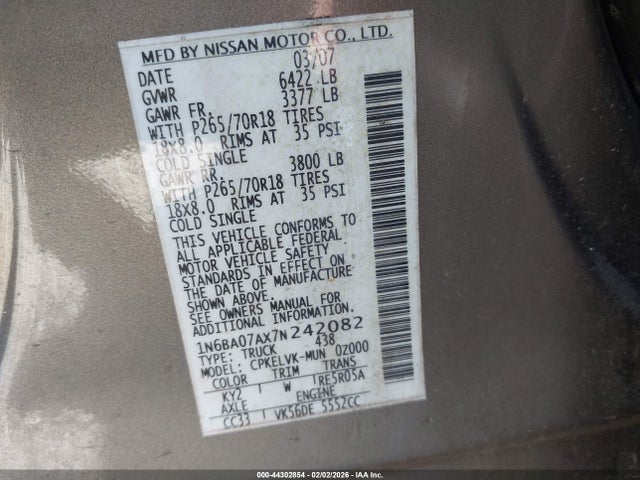 MFD BY NISSAN MOTOR CO., LTD.
DATE 03/07
GVWR 6422 LB
GAWR FR. 3377 LB
WITH P265/70R18 TIRES
18X8.0 RIMS AT 35 PSI
COLD SINGLE
GAWR RR. 3800 LB
WITH P265/70R18 TIRES
18X8.0 RIMS AT 35 PSI
COLD SINGLE
THIS VEHICLE CONFORMS TO
ALL APPLICABLE FEDERAL
MOTOR VEHICLE SAFETY
STANDARDS IN EFFECT ON
THE DATE OF MANUFACTURE
SHOWN ABOVE.
SEE OWNERS MANUAL FOR
ADDITIONAL INFORMATION.
1N6BA07AX7N242082
TYPE: TRUCK 438
MODEL: CPKELVK-MUN 0Z000
COLOR TRIM TRANS
KY2 W RE5R05A
AXLE ENGINE
CC33 VK56DE 5552CC
000-44302854 - 02/02/2026 - IAAI.com